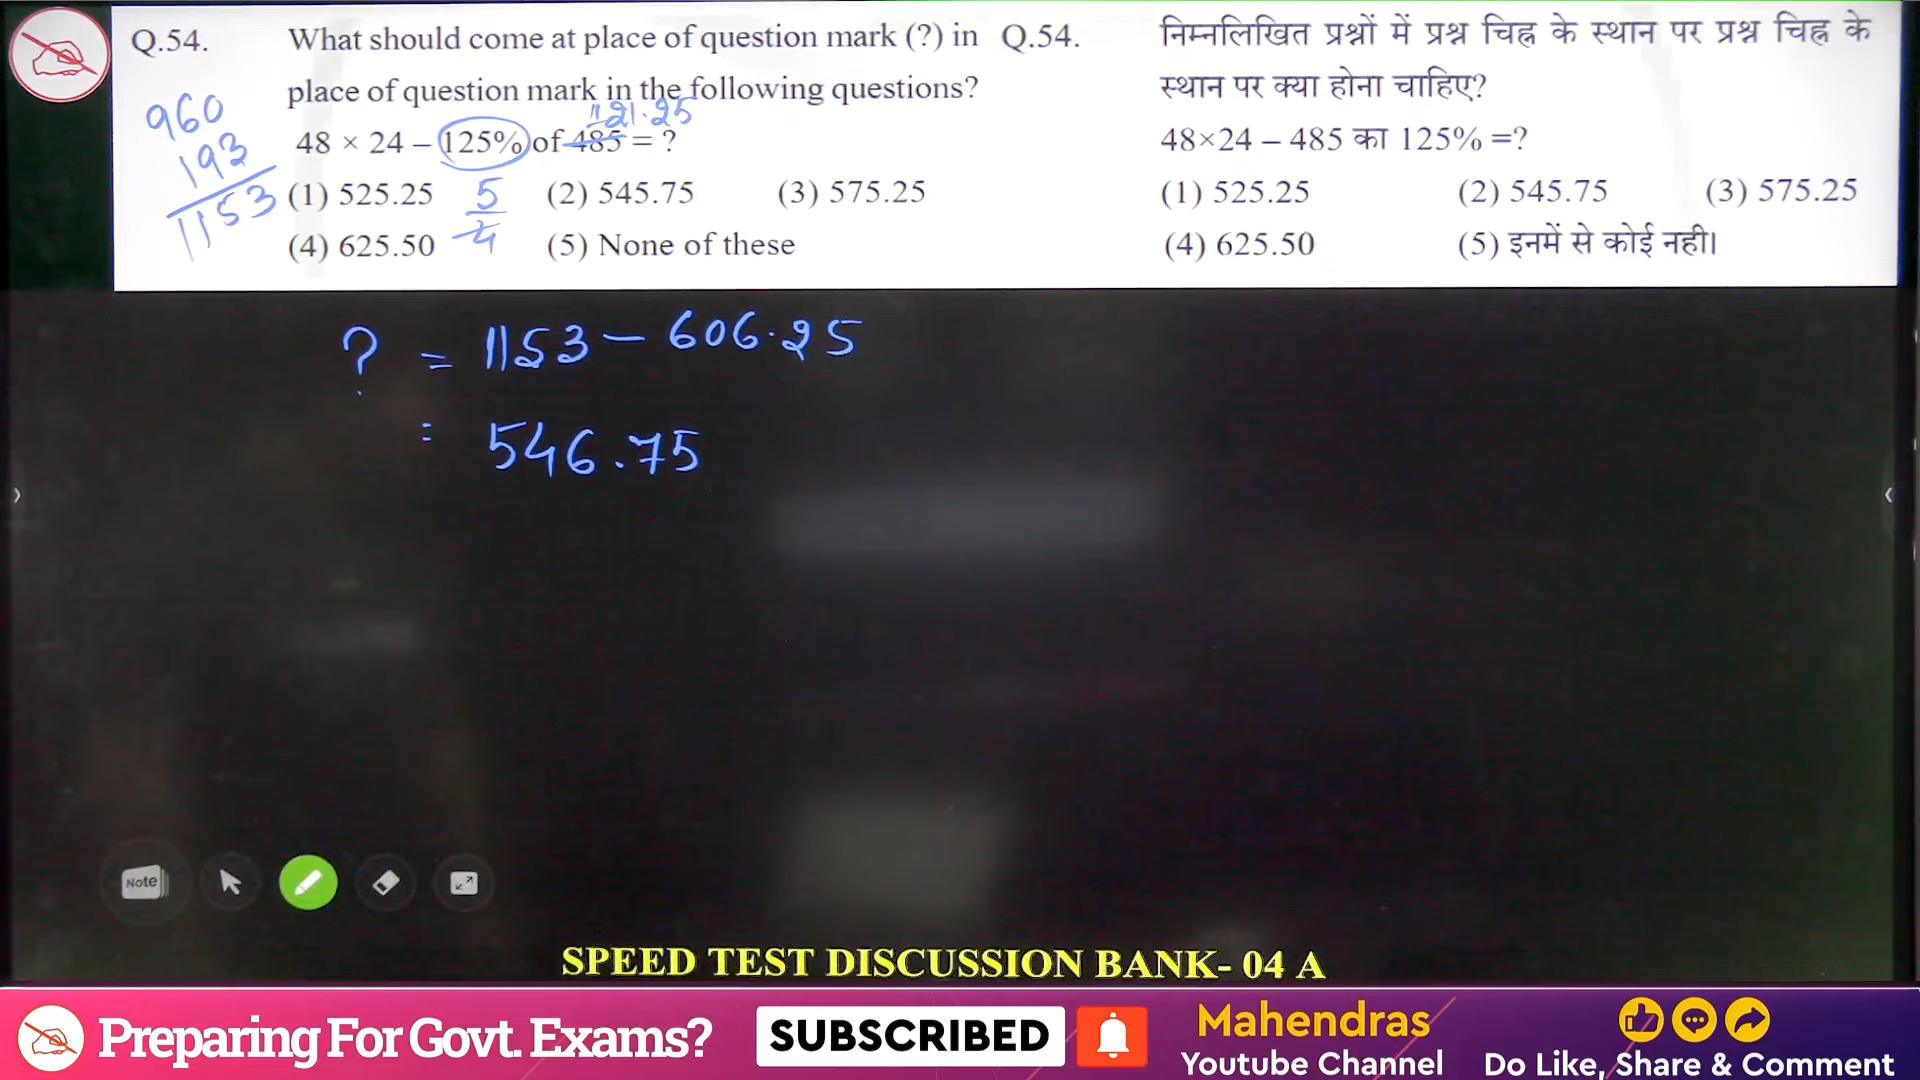 Q.54. What should come at place of question mark (?) in
place of question mark in the following questions?
121.25
48 × 24 – 125% of 485 = ?
(1) 525.25 (2) 545.75 (3) 575.25
(4) 625.50 (5) None of these
5
4
960
193
1153
Q.54. निम्नलिखित प्रश्नों में प्रश्न चिह्न के स्थान पर प्रश्न चिह्न के
स्थान पर क्या होना चाहिए?
48×24 – 485 का 125% =?
(1) 525.25 (2) 545.75 (3) 575.25
(4) 625.50 (5) इनमें से कोई नही।
? = 1153 – 606.25
= 546.75
Note
SPEED TEST DISCUSSION BANK- 04 A
Preparing For Govt. Exams?
SUBSCRIBED
Mahendras
Youtube Channel
Do Like, Share & Comment